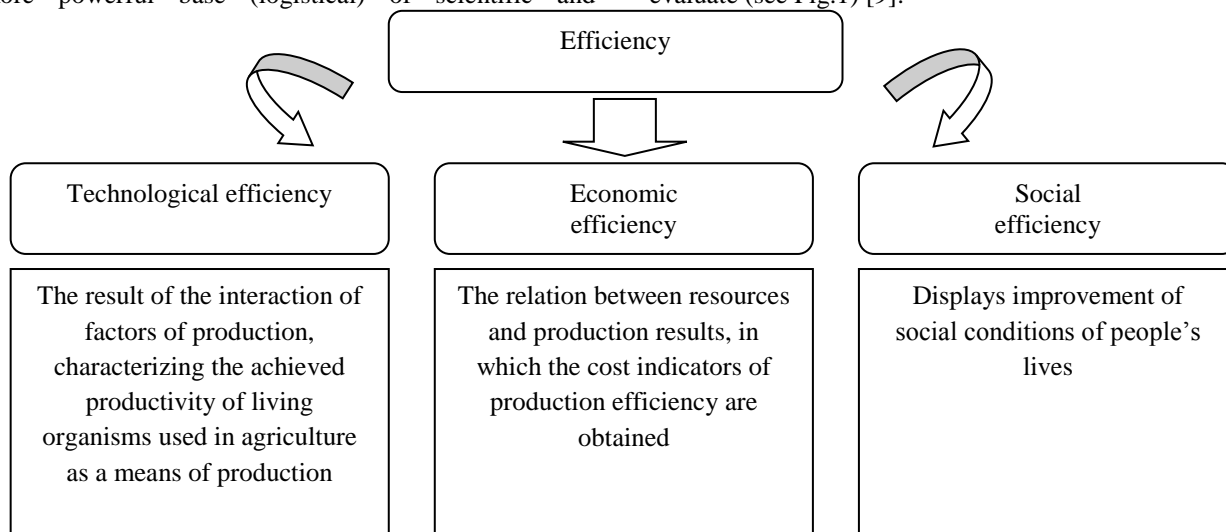 powerful base (logistical) of scientific and
evaluate (see Fig.1) [9].
Efficiency
Technological efficiency
Economic
efficiency
Social
efficiency
The result of the interaction of
factors of production,
characterizing the achieved
productivity of living
organisms used in agriculture
as a means of production
The relation between resources
and production results, in
which the cost indicators of
production efficiency are
obtained
Displays improvement of
social conditions of people’s
lives